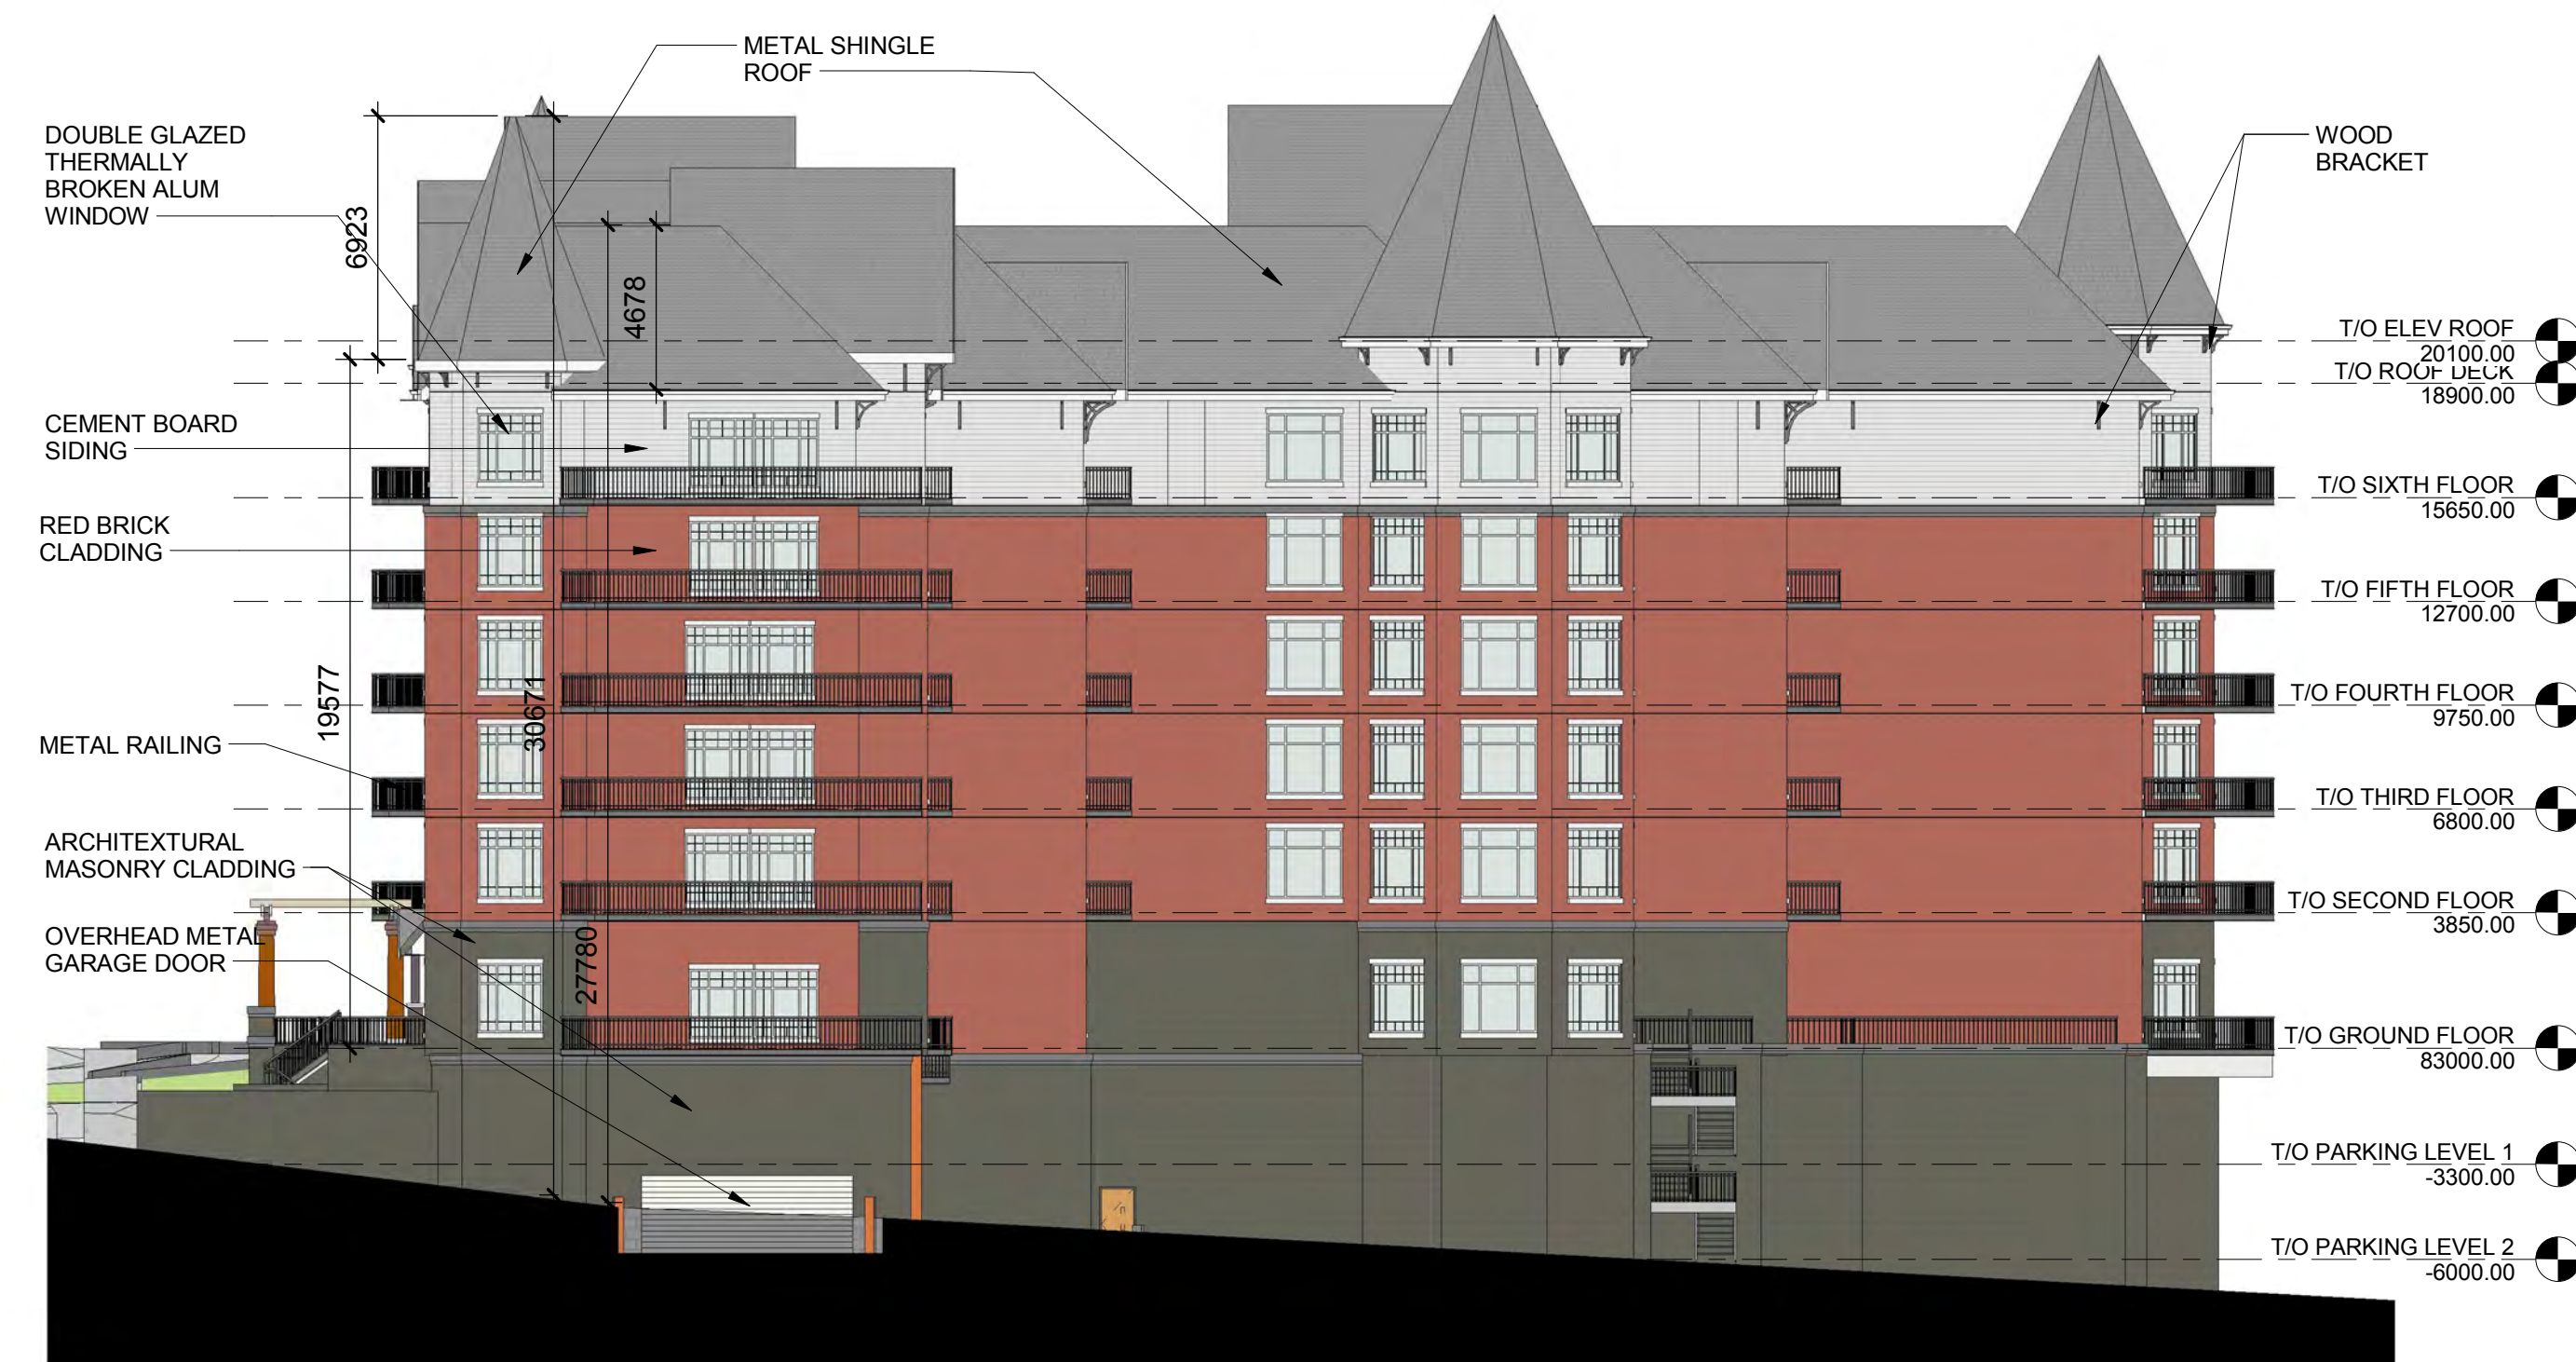 METAL SHINGLE
ROOF
DOUBLE GLAZED
THERMALLY
BROKEN ALUM
WINDOW
WOOD
BRACKET
6923
4678
T/O ELEV ROOF
20100.00
T/O ROOF DECK
18900.00
CEMENT BOARD
SIDING
T/O SIXTH FLOOR
15650.00
RED BRICK
CLADDING
T/O FIFTH FLOOR
12700.00
19577
30671
T/O FOURTH FLOOR
9750.00
METAL RAILING
T/O THIRD FLOOR
6800.00
ARCHITEXTURAL
MASONRY CLADDING
T/O SECOND FLOOR
3850.00
OVERHEAD METAL
GARAGE DOOR
27780
T/O GROUND FLOOR
83000.00
T/O PARKING LEVEL 1
-3300.00
T/O PARKING LEVEL 2
-6000.00